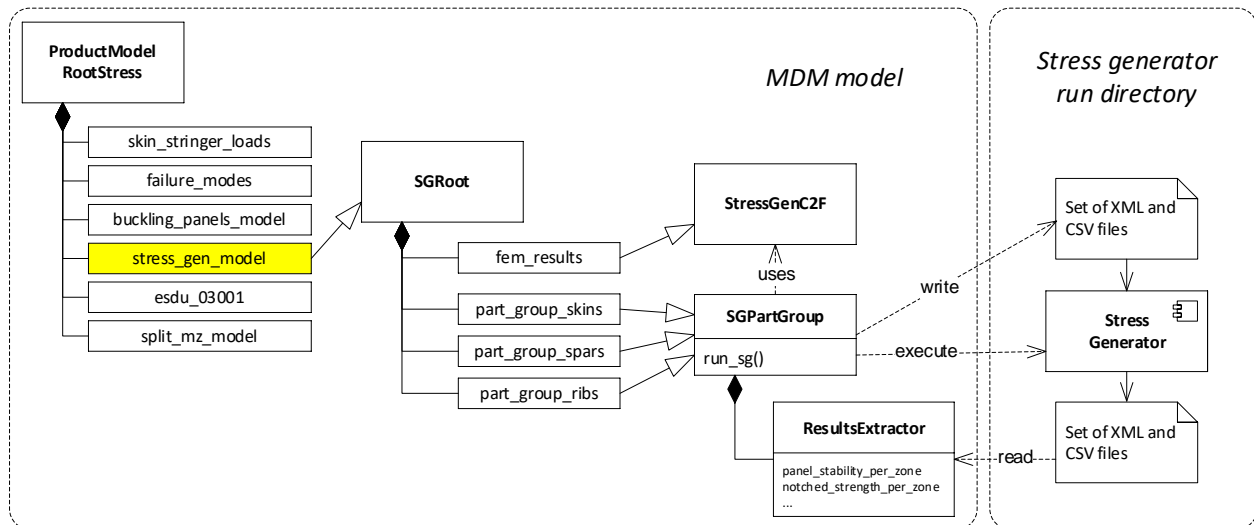 ProductModel
RootStress
MDM model
Stress generator
run directory
skin_stringer_loads
failure_modes
buckling_panels_model
stress_gen_model
esdu_03001
split_mz_model
SGRoot
fem_results
part_group_skins
part_group_spars
part_group_ribs
StressGenC2F
uses
SGPartGroup
run_sg()
ResultsExtractor
panel_stability_per_zone
notched_strength_per_zone
...
write
execute
read
Set of XML and
CSV files
Stress
Generator
Set of XML and
CSV files